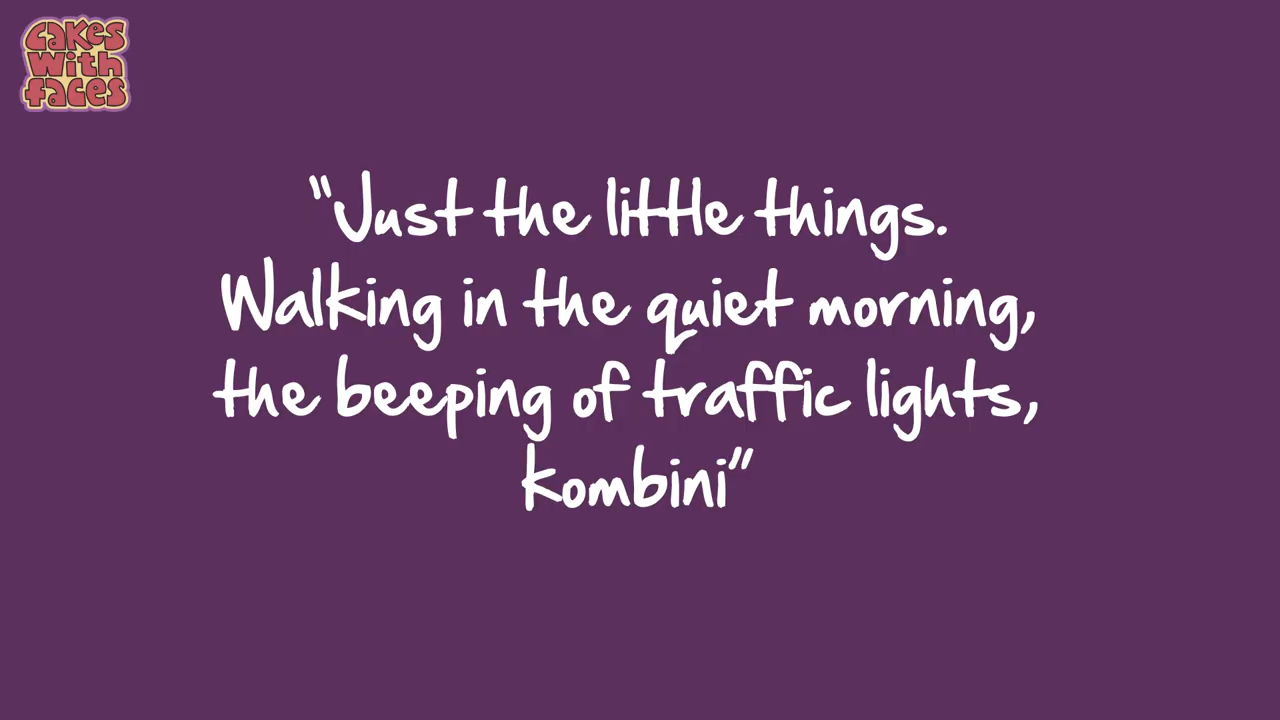 Cakes
With
faces
"Just the little things.
Walking in the quiet morning,
the beeping of traffic lights,
kombini"